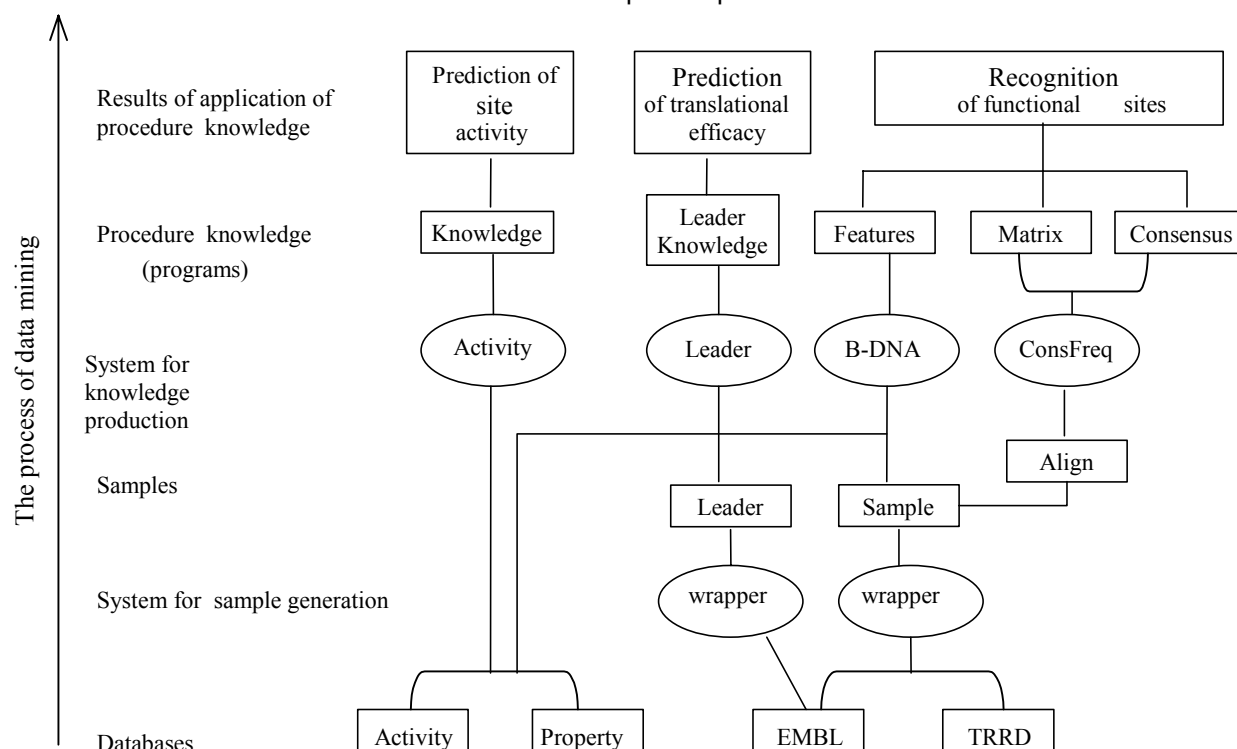 Results of application of
procedure knowledge
Prediction of
site
activity
Prediction
of translational
efficacy
Recognition
of functional sites
Procedure knowledge
(programs)
Knowledge
Leader
Knowledge
Features
Matrix
Consensus
System for
knowledge
production
Activity
Leader
B-DNA
ConsFreq
Align
Samples
Leader
Sample
System for sample generation
wrapper
wrapper
Databases
Activity
Property
EMBL
TRRD
The process of data mining